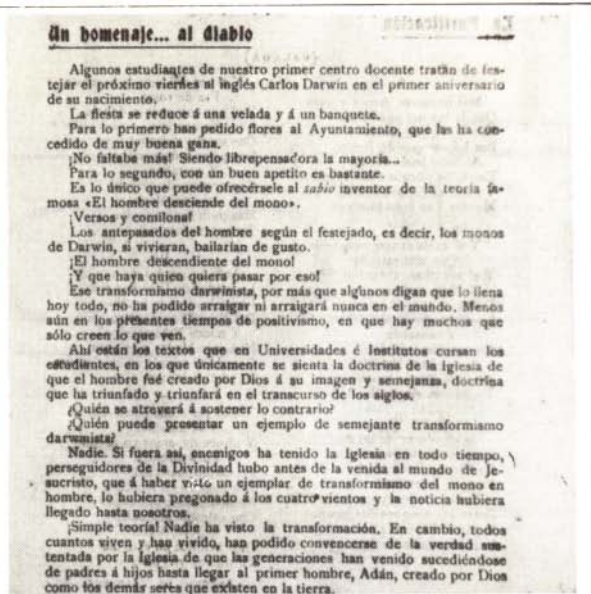 Un homenaje... al diablo
Algunos estudiantes de nuestro primer centro docente tratan de fes-
tejar el próximo viernes al inglés Carlos Darwin en el primer aniversario
de su nacimiento.
La fiesta se reduce á una velada y á un banquete.
Para lo primero han pedido flores al Ayuntamiento, que las ha con-
cedido de muy buena gana.
¡No faltaba más! Siendo librepensadora la mayoría...
Para lo segundo, con un buen apetito es bastante.
Es lo único que puede ofrecérsele al sabio inventor de la teoría fa-
mosa «El hombre desciende del mono».
¡Versos y comilona!
Los antepasados del hombre según el festejado, es decir, los monos
de Darwin, si vivieran, bailarían de gusto.
¡El hombre descendiente del mono!
¡Y que haya quien quiera pasar por eso!
Ese transformismo darwinista, por más que algunos digan que lo llena
hoy todo, no ha podido arraigar ni arraigará nunca en el mundo. Menos
aún en los presentes tiempos de positivismo, en que hay muchos que
sólo creen lo que ven.
Ahí están los textos que en Universidades é Institutos cursan los
estudiantes, en los que únicamente se sienta la doctrina de la Iglesia de
que el hombre fué creado por Dios á su imagen y semejanza, doctrina
que ha triunfado y triunfará en el transcurso de los siglos.
¿Quién se atreverá á sostener lo contrario?
¿Quién puede presentar un ejemplo de semejante transformismo
darwinista?
Nadie. Si fuera así, enemigos ha tenido la Iglesia en todo tiempo,
perseguidores de la Divinidad hubo antes de la venida al mundo de Je-
sucristo, que á haber visto un ejemplar de transformismo del mono en
hombre, lo hubiera pregonado á los cuatro vientos y la noticia hubiera
llegado hasta nosotros.
¡Simple teoría! Nadie ha visto la transformación. En cambio, todos
cuantos viven y han vivido, han podido convencerse de la verdad sus-
tentada por la Iglesia de que las generaciones han venido sucediéndose
de padres á hijos hasta llegar al primer hombre, Adán, creado por Dios
como los demás seres que existen en la tierra.